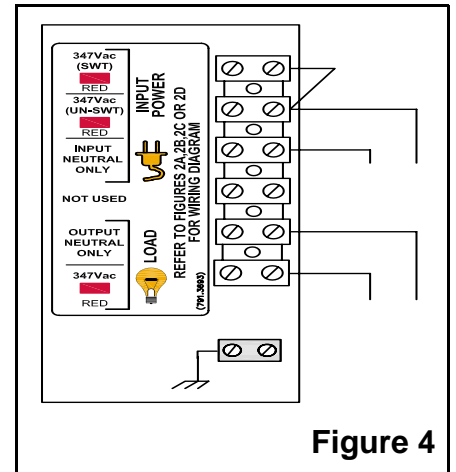 347Vac
(SWT)
RED
347Vac
(UN-SWT)
RED
INPUT
NEUTRAL
ONLY
NOT USED
OUTPUT
NEUTRAL
ONLY
347Vac
RED
INPUT
POWER
LOAD
REFER TO FIGURES 2A,2B,2C OR 2D
FOR WIRING DIAGRAM
(791.3693)
Figure 4